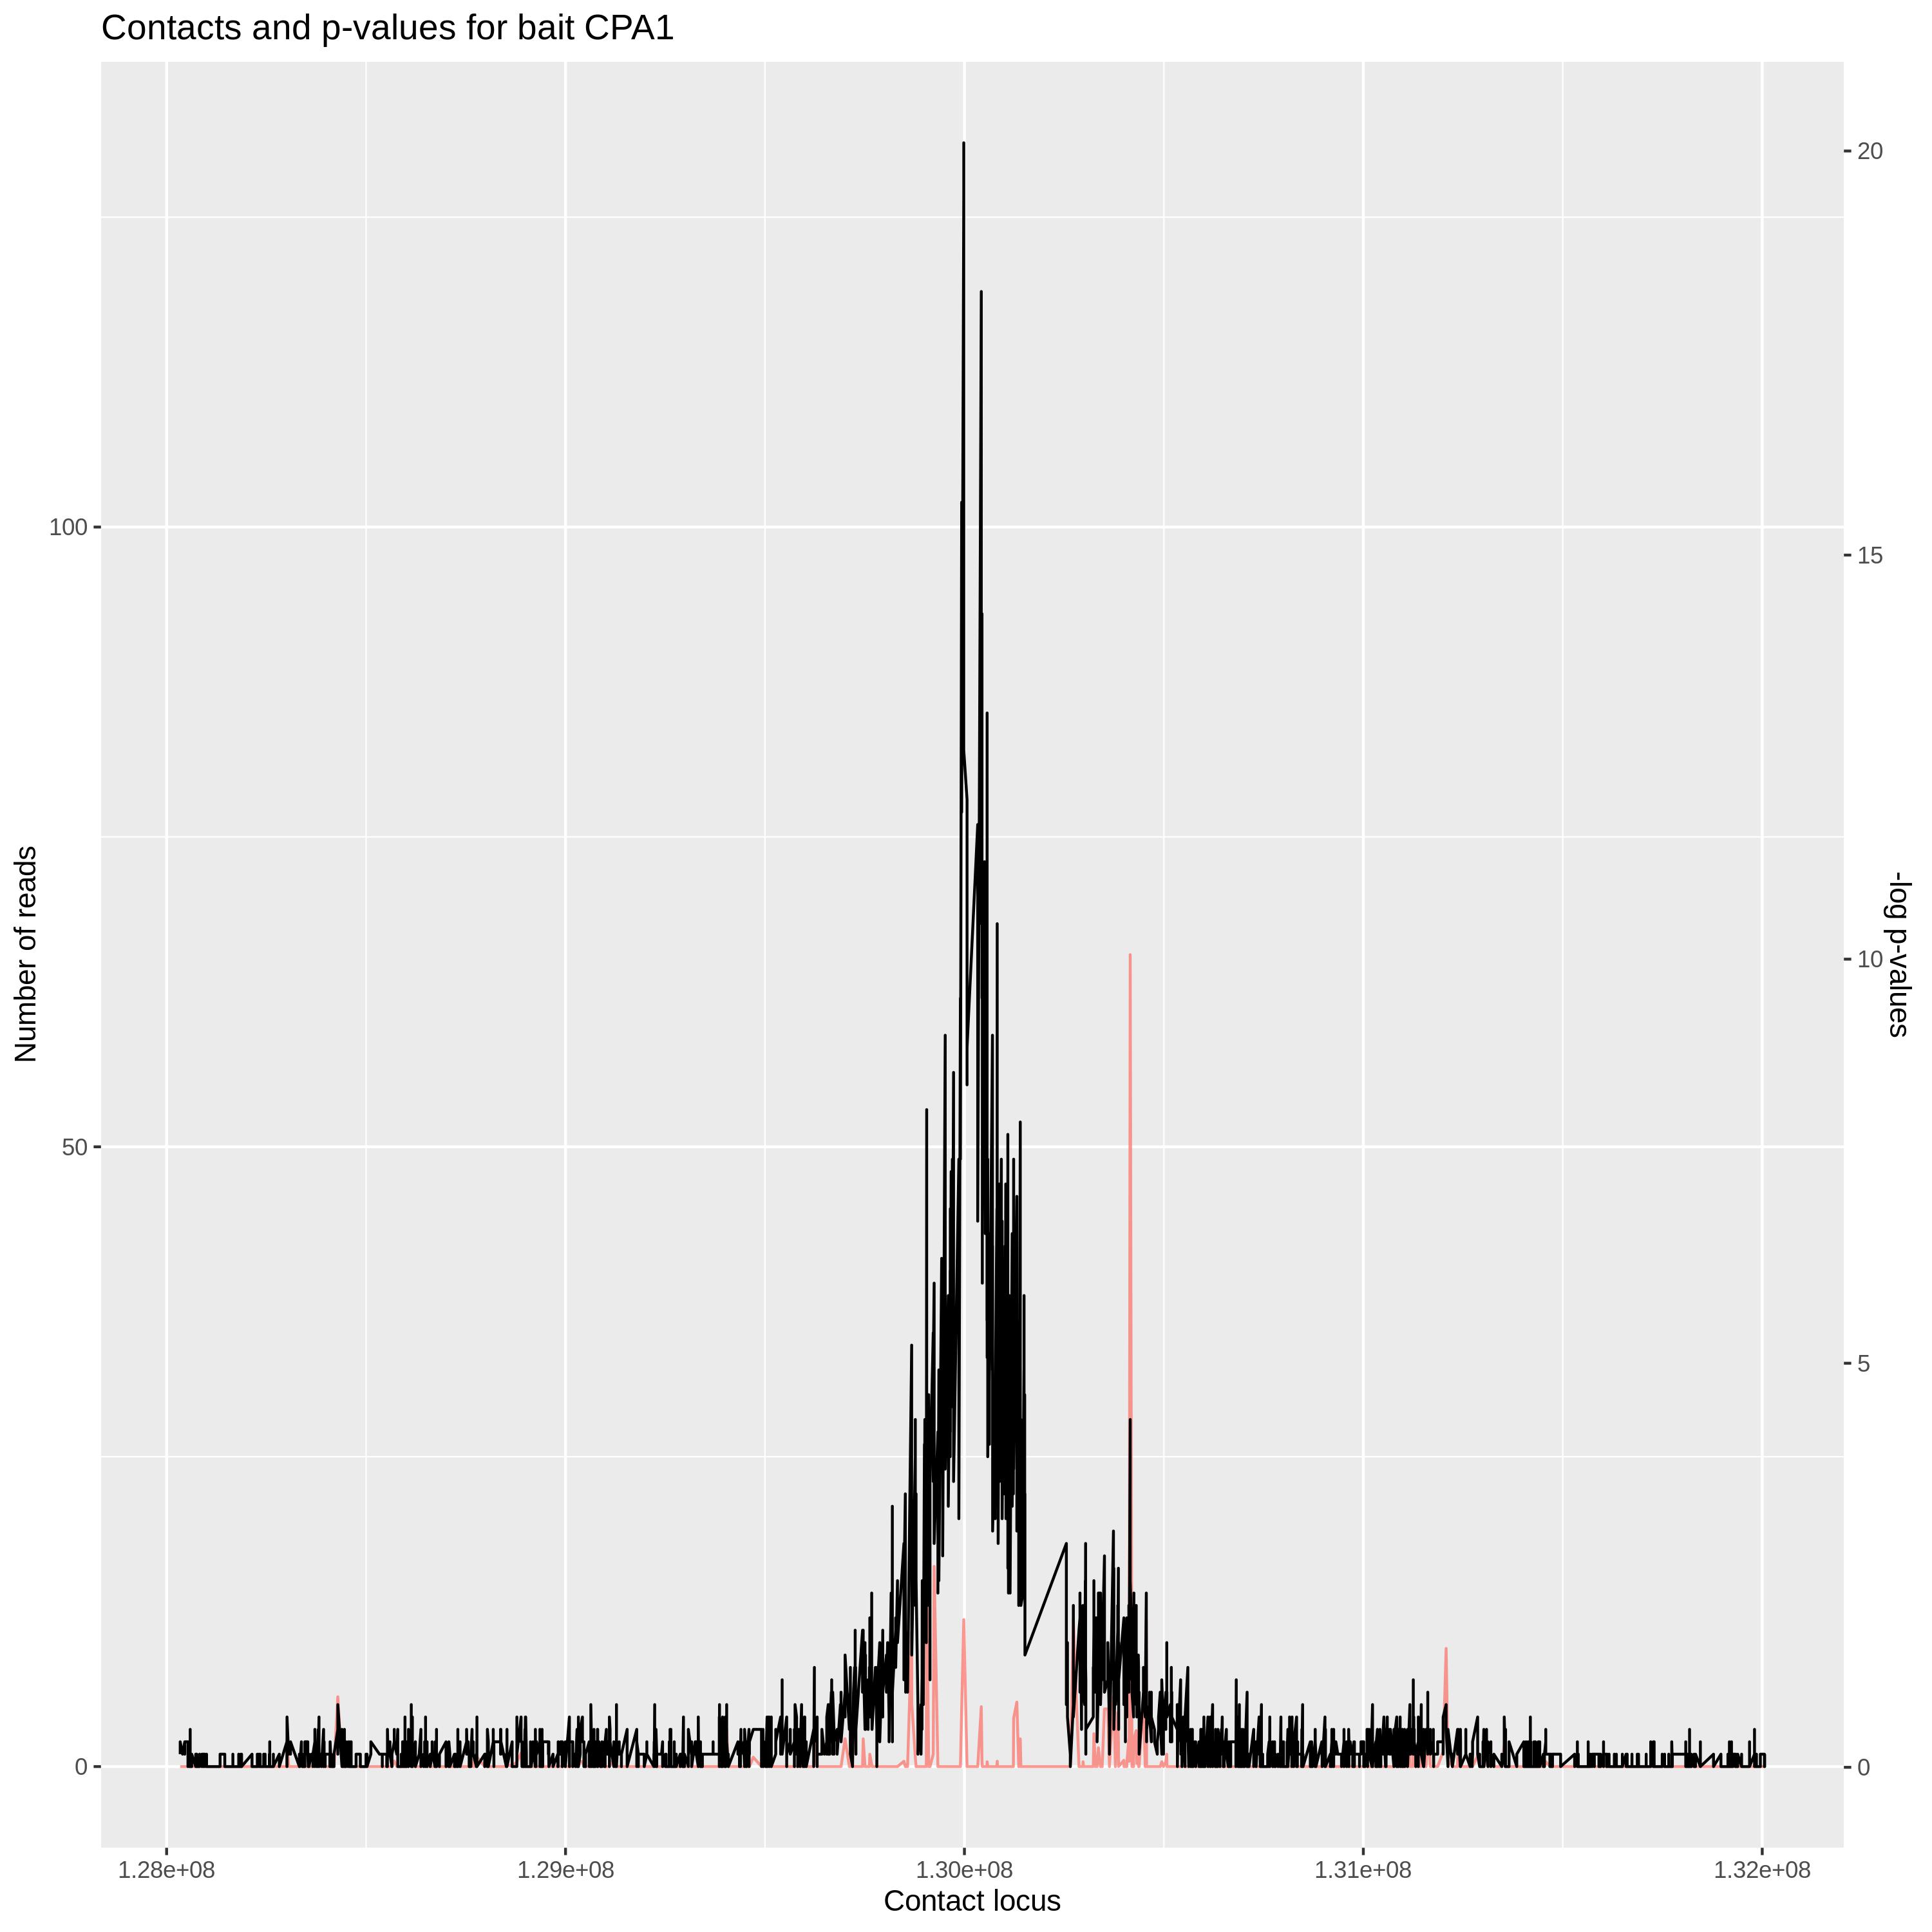 Contacts and p-values for bait CPA1
20
100
15
Number of reads
-log p-values
10
50
5
0
0
1.28e+08
1.29e+08
1.30e+08
1.31e+08
1.32e+08
Contact locus